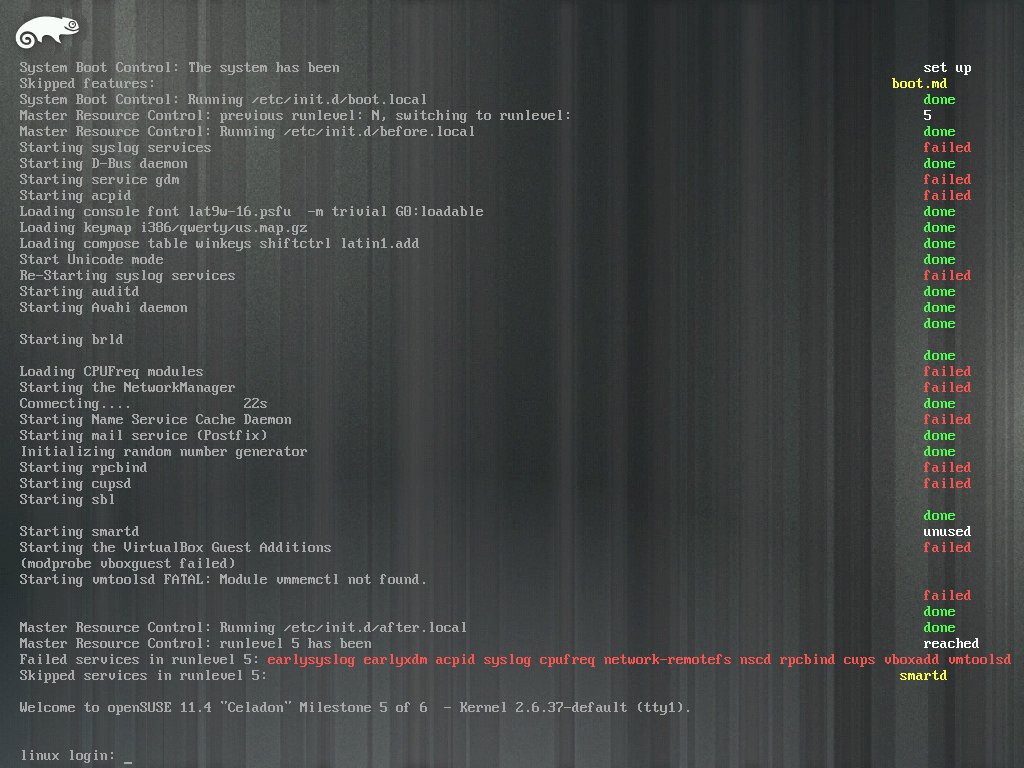 System Boot Control: The system has been set up
Skipped features: boot.md
System Boot Control: Running /etc/init.d/boot.local done
Master Resource Control: previous runlevel: N, switching to runlevel: 5
Master Resource Control: Running /etc/init.d/before.local done
Starting syslog services failed
Starting D-Bus daemon done
Starting service gdm failed
Starting acpid failed
Loading console font lat9w-16.psfu  -m trivial G0:loadable done
Loading keymap i386/qwerty/us.map.gz done
Loading compose table winkeys shiftctrl latin1.add done
Start Unicode mode done
Re-Starting syslog services failed
Starting auditd done
Starting Avahi daemon done
done
Starting brld
done
Loading CPUFreq modules failed
Starting the NetworkManager failed
Connecting.... 22s done
Starting Name Service Cache Daemon failed
Starting mail service (Postfix) done
Initializing random number generator done
Starting rpcbind failed
Starting cupsd failed
Starting sbl
done
Starting smartd unused
Starting the VirtualBox Guest Additions failed
(modprobe vboxguest failed)
Starting vmtoolsd FATAL: Module vmmemctl not found.
failed
done
Master Resource Control: Running /etc/init.d/after.local done
Master Resource Control: runlevel 5 has been reached
Failed services in runlevel 5: earlysyslog earlyxdm acpid syslog cpufreq network-remotefs nscd rpcbind cups vboxadd vmtoolsd
Skipped services in runlevel 5: smartd
Welcome to openSUSE 11.4 "Celadon" Milestone 5 of 6  - Kernel 2.6.37-default (tty1).
linux login: _